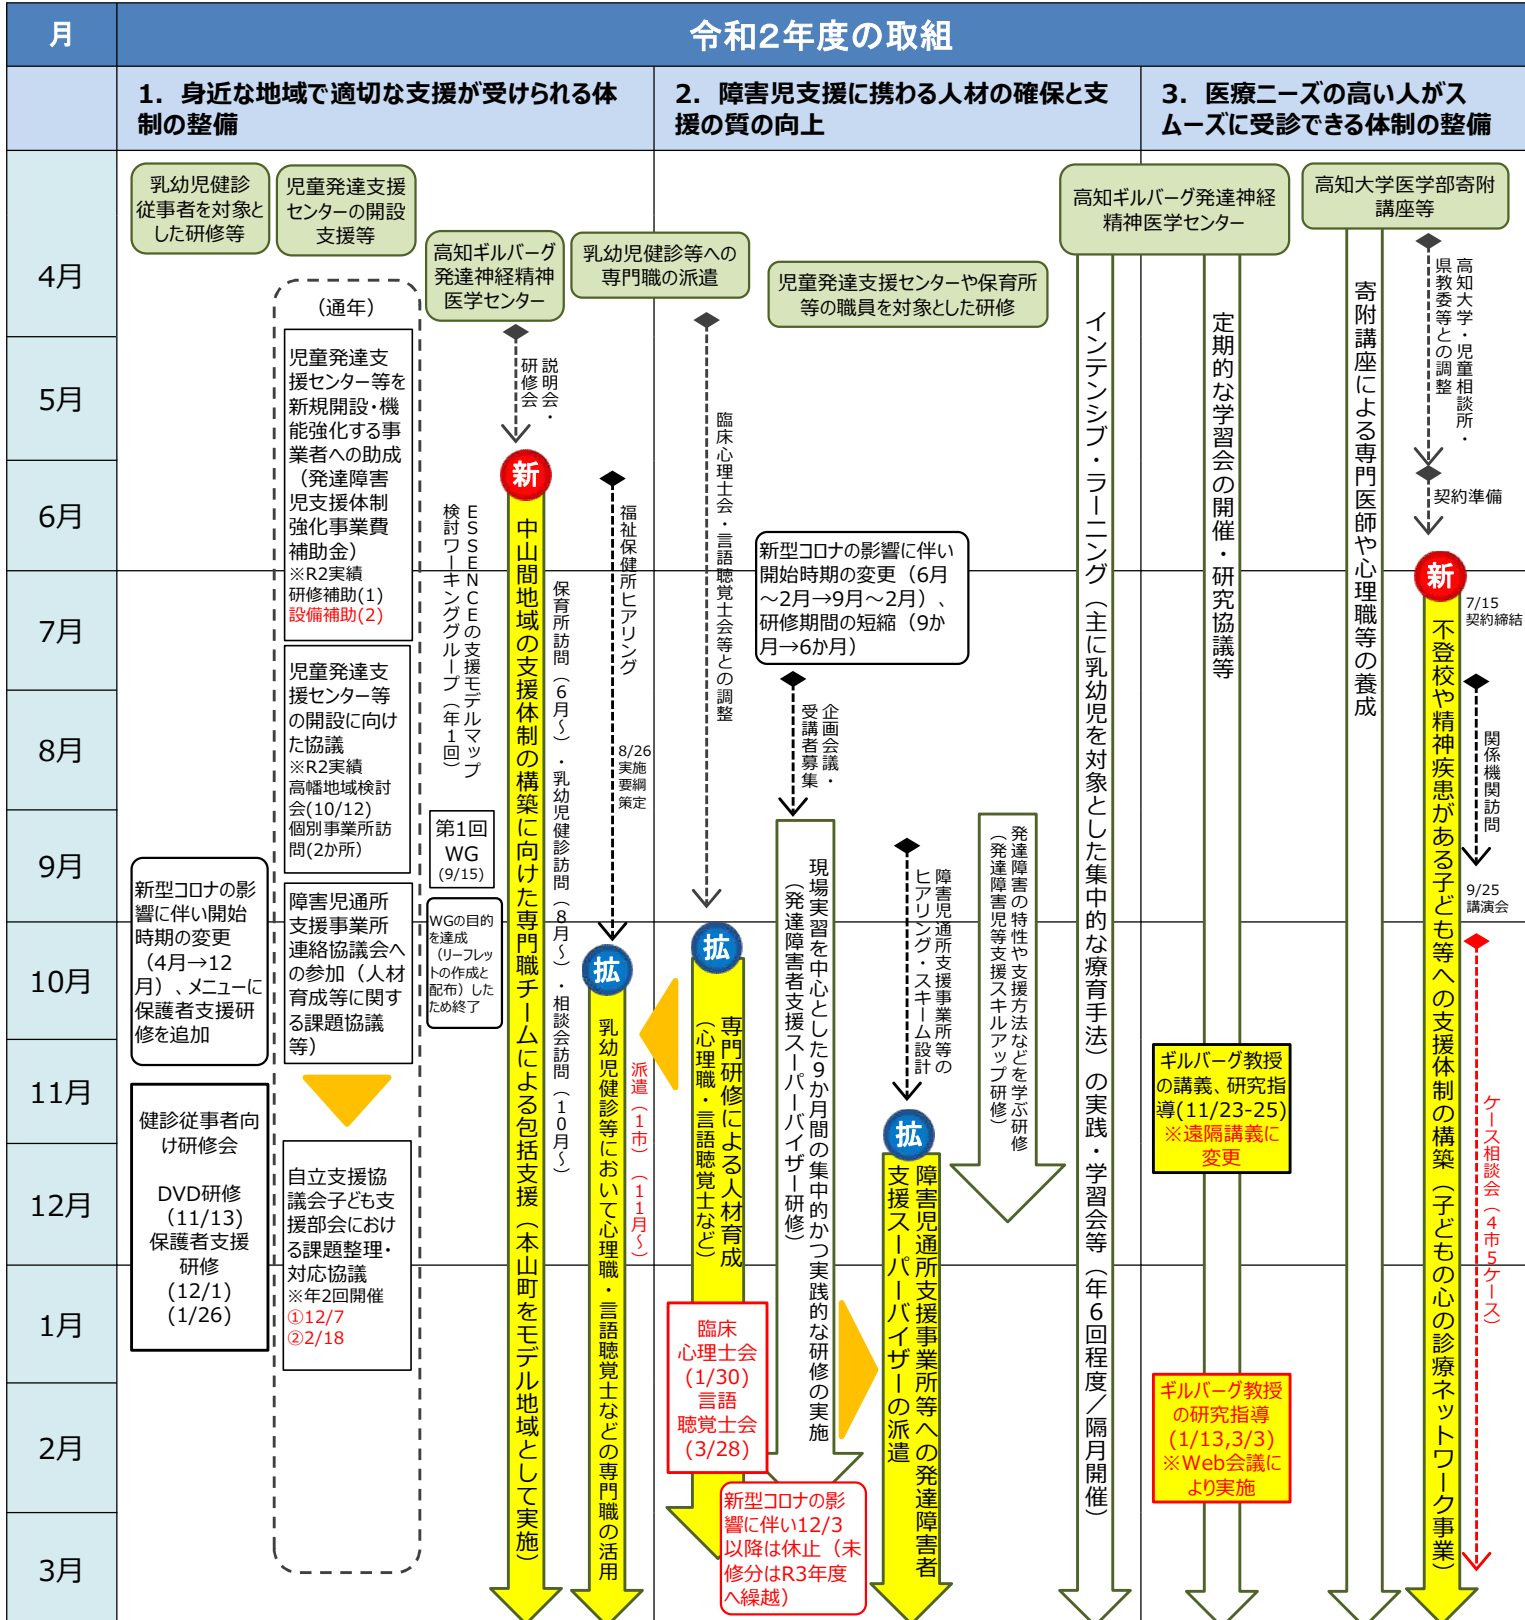 月
令和2年度の取組
1. 身近な地域で適切な支援が受けられる体
制の整備
2. 障害児支援に携わる人材の確保と支
援の質の向上
3. 医療ニーズの高い人がス
ムーズに受診できる体制の整備
4月
5月
6月
7月
8月
9月
10月
11月
12月
1月
2月
3月
乳幼児健診
従事者を対象と
した研修等
新型コロナの影
響に伴い開始
時期の変更
（4月→12
月）、メニューに
保護者支援研
修を追加
健診従事者向
け研修会
DVD研修
（11/13)
保護者支援
研修
(12/1)
(1/26)
児童発達支援
センターの開設
支援等
（通年）
児童発達支
援センター等を
新規開設・機
能強化する事
業者への助成
（発達障害
児支援体制
強化事業費
補助金）
※R2実績
研修補助(1)
設備補助(2)
児童発達支
援センター等
の開設に向け
た協議
※R2実績
高幡地域検討
会(10/12)
個別事業所訪
問(2か所）
障害児通所
支援事業所
連絡協議会へ
の参加（人材
育成等に関す
る課題協議
等）
自立支援協
議会子ども支
援部会におけ
る課題整理・
対応協議
※年2回開催
①12/7
②2/18
高知ギルバーグ
発達神経精神
医学センター
説明会・
研修会
ESSENCEの支援モデルマップ
検討ワーキンググループ（年1回）
第1回
WG
(9/15)
WGの目的
を達成
（リーフレッ
トの作成と
配布）した
ため終了
新
中山間地域の支援体制の構築に向けた専門職チームによる包括支援（本山町をモデル地域として実施）
保育所訪問（6月～）・乳幼児健診訪問（8月～）・相談会訪問（10月～）
乳幼児健診等への
専門職の派遣
福祉保健所ヒアリング
8/26
実施
要綱
策定
拡
乳幼児健診等において心理職・言語聴覚士などの専門職の活用
派遣（1市）（11月～）
臨床心理士会・言語聴覚士会等との調整
拡
専門研修による人材育成
（心理職・言語聴覚士など）
臨床
心理士会
(1/30)
言語
聴覚士会
(3/28)
児童発達支援センターや保育所
等の職員を対象とした研修
新型コロナの影響に伴い
開始時期の変更（6月
～2月→9月～2月）、
研修期間の短縮（9か
月→6か月）
企画会議・
受講者募集
現場実習を中心とした9か月間の集中的かつ実践的な研修の実施
（発達障害者支援スーパーバイザー研修）
新型コロナの影
響に伴い12/3
以降は休止（未
修分はR3年度
へ繰越）
障害児通所支援事業所等の
ヒアリング・スキーム設計
拡
障害児通所支援事業所等への発達障害者
支援スーパーバイザーの派遣
発達障害の特性や支援方法などを学ぶ研修
（発達障害児等支援スキルアップ研修）
高知ギルバーグ発達神経
精神医学センター
インテンシブ・ラーニング（主に乳幼児を対象とした集中的な療育手法）の実践・学習会等（年6回程度／隔月開催）
定期的な学習会の開催・研究協議等
ギルバーグ教授
の講義、研究指
導(11/23-25)
※遠隔講義に
変更
ギルバーグ教授
の研究指導
(1/13,3/3)
※Web会議に
より実施
高知大学医学部寄附
講座等
寄附講座による専門医師や心理職等の養成
高知大学・児童相談所・
県教委等との調整
契約準備
新
7/15
契約締結
不登校や精神疾患がある子ども等への支援体制の構築（子どもの心の診療ネットワーク事業）
関係機関訪問
9/25
講演会
ケース相談会（4市5ケース）